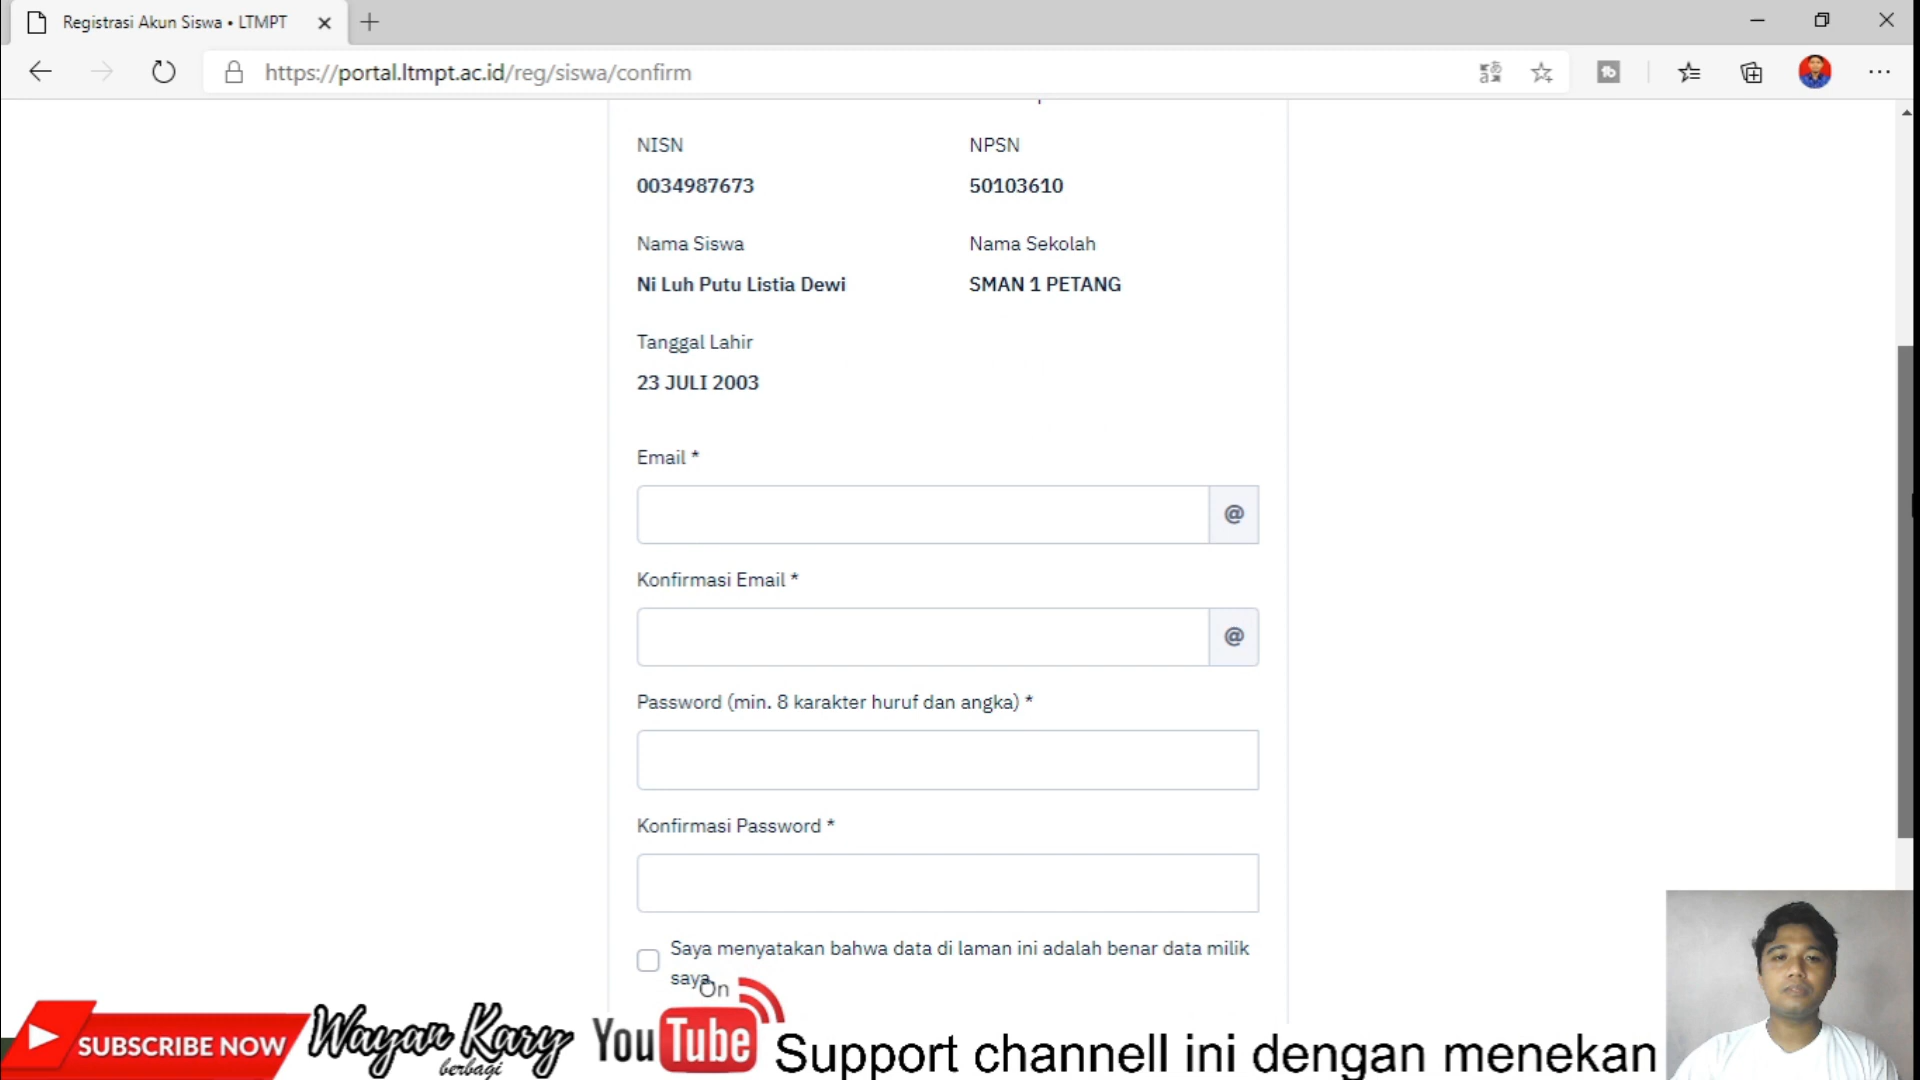 Registrasi Akun Siswa • LTMPT
https://portal.ltmpt.ac.id/reg/siswa/confirm
NISN
NPSN
0034987673
50103610
Nama Siswa
Nama Sekolah
Ni Luh Putu Listia Dewi
SMAN 1 PETANG
Tanggal Lahir
23 JULI 2003
Email *
@
Konfirmasi Email *
@
Password (min. 8 karakter huruf dan angka) *
Konfirmasi Password *
Saya menyatakan bahwa data di laman ini adalah benar data milik
saya.
On
SUBSCRIBE NOW
Wayan Kary
berbagi
YouTube
Support channell ini dengan menekan